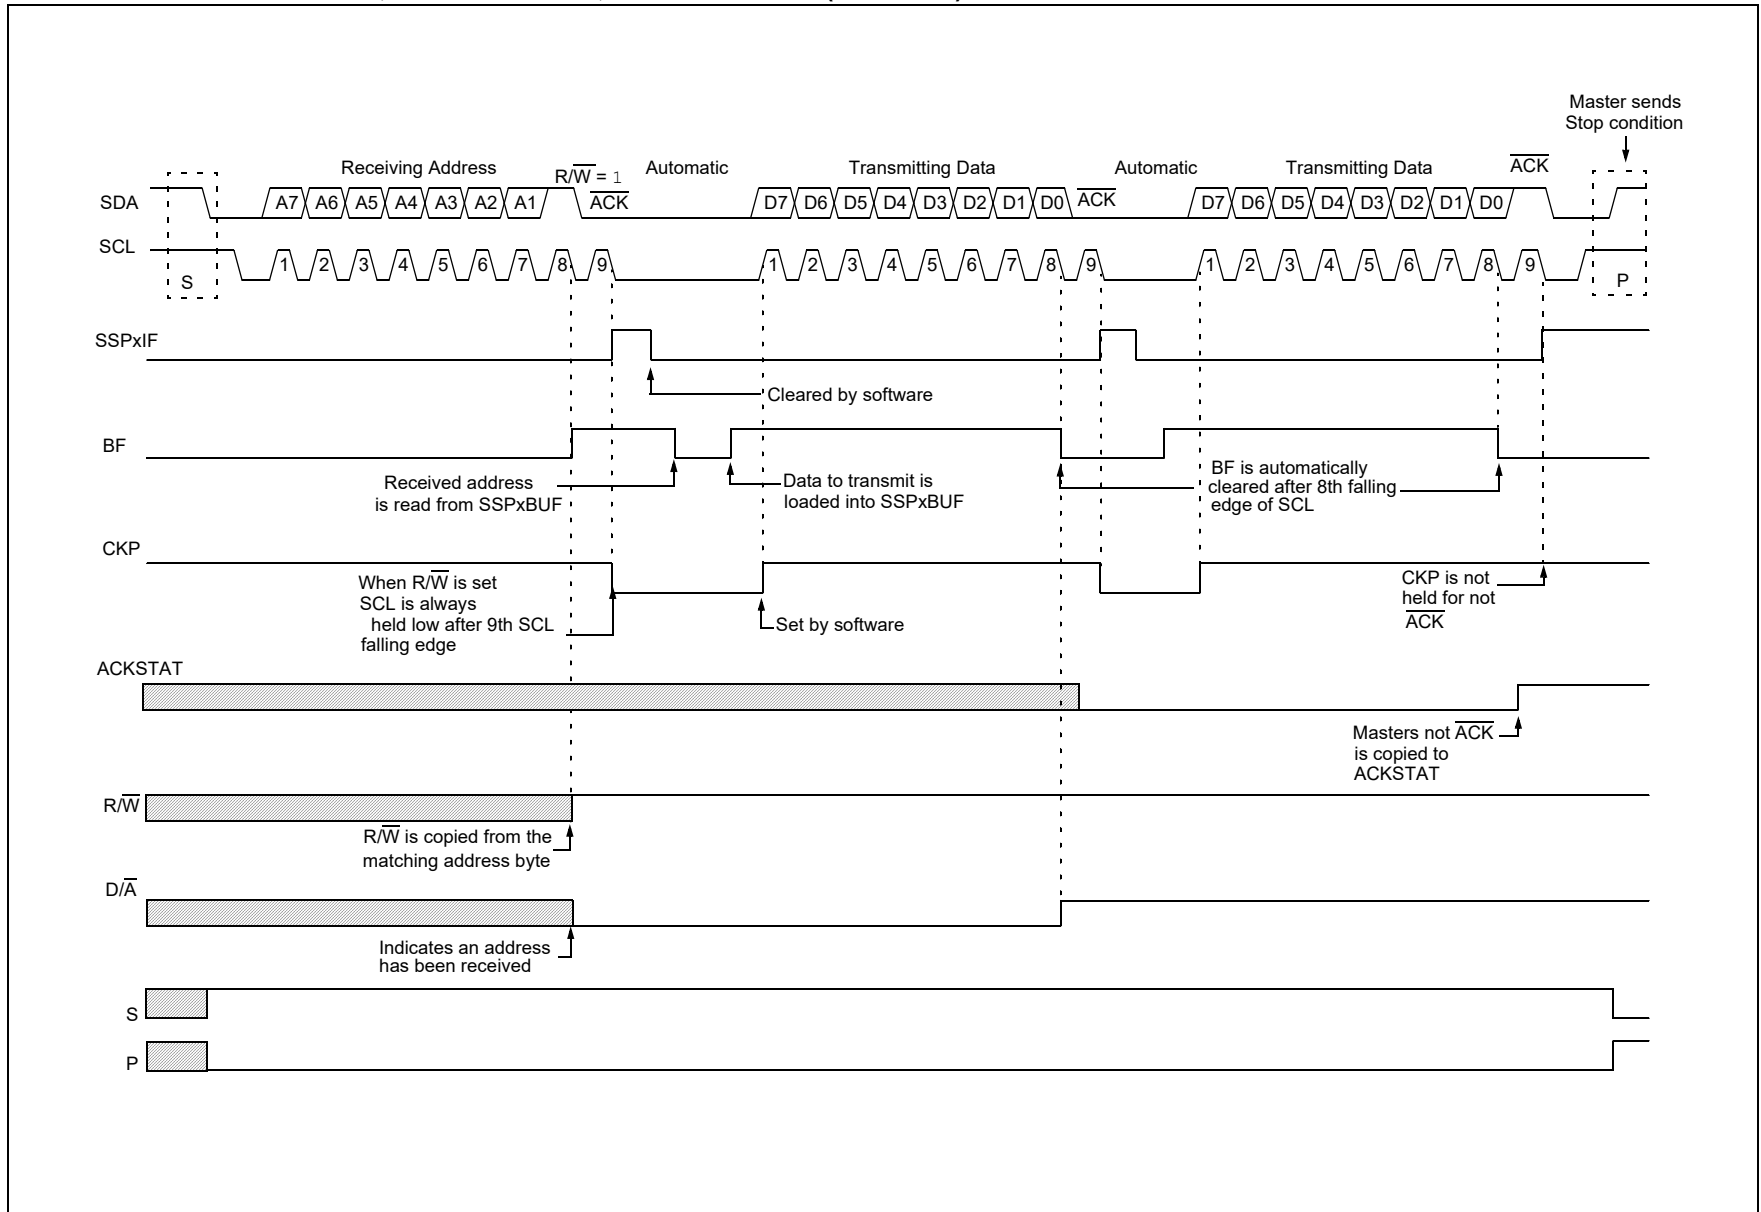 Master sends
Stop condition
Receiving Address
R/W̅ = 1
Automatic
Transmitting Data
Automatic
Transmitting Data
A̅C̅K̅
SDA
A7 A6 A5 A4 A3 A2 A1
A̅C̅K̅
D7 D6 D5 D4 D3 D2 D1 D0
A̅C̅K̅
D7 D6 D5 D4 D3 D2 D1 D0
SCL
1 2 3 4 5 6 7 8 9
1 2 3 4 5 6 7 8 9
1 2 3 4 5 6 7 8 9
S
P
SSPxIF
Cleared by software
BF
Received address
is read from SSPxBUF
Data to transmit is
loaded into SSPxBUF
BF is automatically
cleared after 8th falling
edge of SCL
CKP
When R/W̅ is set
SCL is always
held low after 9th SCL
falling edge
Set by software
CKP is not
held for not
A̅C̅K̅
ACKSTAT
Masters not A̅C̅K̅
is copied to
ACKSTAT
R/W̅
R/W̅ is copied from the
matching address byte
D/A̅
Indicates an address
has been received
S
P